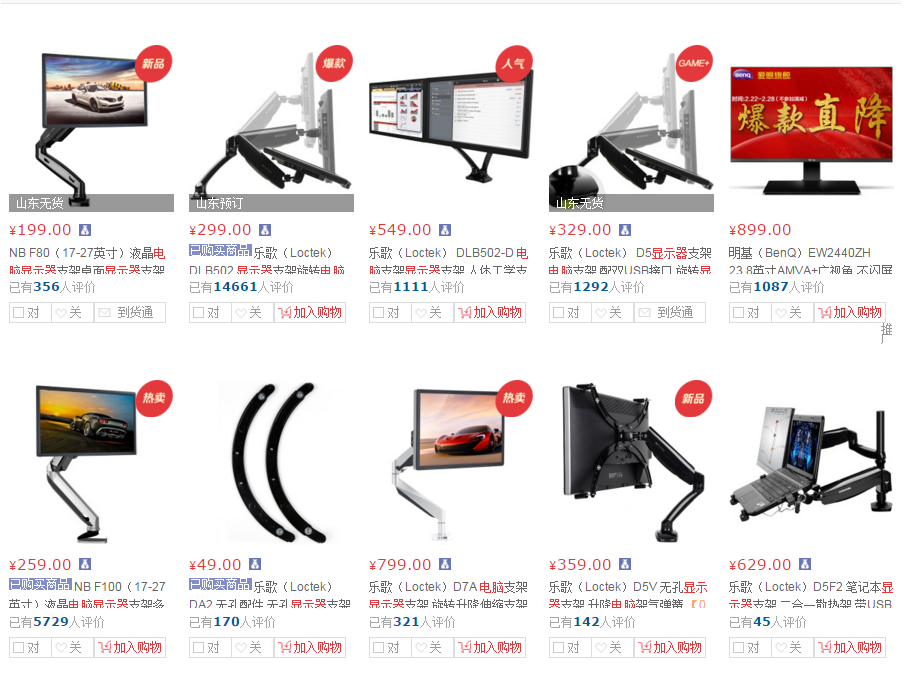 新品
爆款
人气
GAME+
BenQ 爱眼旗舰
时间:2.22-2.28
爆款直降
山东无货
山东预订
山东无货
¥199.00
¥299.00
¥549.00
¥329.00
¥899.00
NB F80（17-27英寸）液晶电
脑显示器支架桌面显示器支架
已购买商品 乐歌（Loctek）
DLB502 显示器支架旋转电脑
乐歌（Loctek） DLB502-D 电
脑支架显示器支架 人体工学支
乐歌（Loctek） D5显示器支架
电脑支架 配双USB接口 旋转显
明基（BenQ）EW2440ZH
23.8英寸AMVA+广视角 不闪屏
已有356人评价
已有14661人评价
已有1111人评价
已有1292人评价
已有1087人评价
对 关 到货通
对 关 加入购物
对 关 加入购物
对 关 到货通
对 关 加入购物
推
广
热卖
热卖
新品
¥259.00
¥49.00
¥799.00
¥359.00
¥629.00
已购买商品 NB F100（17-27
英寸）液晶电脑显示器支架多
已购买商品 乐歌（Loctek）
DA2 无孔配件 无孔显示器支架
乐歌（Loctek）D7A 电脑支架
显示器支架 旋转升降伸缩支架
乐歌（Loctek）D5V 无孔显示
器支架 升降电脑架气弹簧
乐歌（Loctek）D5F2 笔记本显
示器支架 二合一散热架 带USB
已有5729人评价
已有170人评价
已有321人评价
已有142人评价
已有45人评价
对 关 加入购物
对 关 加入购物
对 关 加入购物
对 关 加入购物
对 关 加入购物